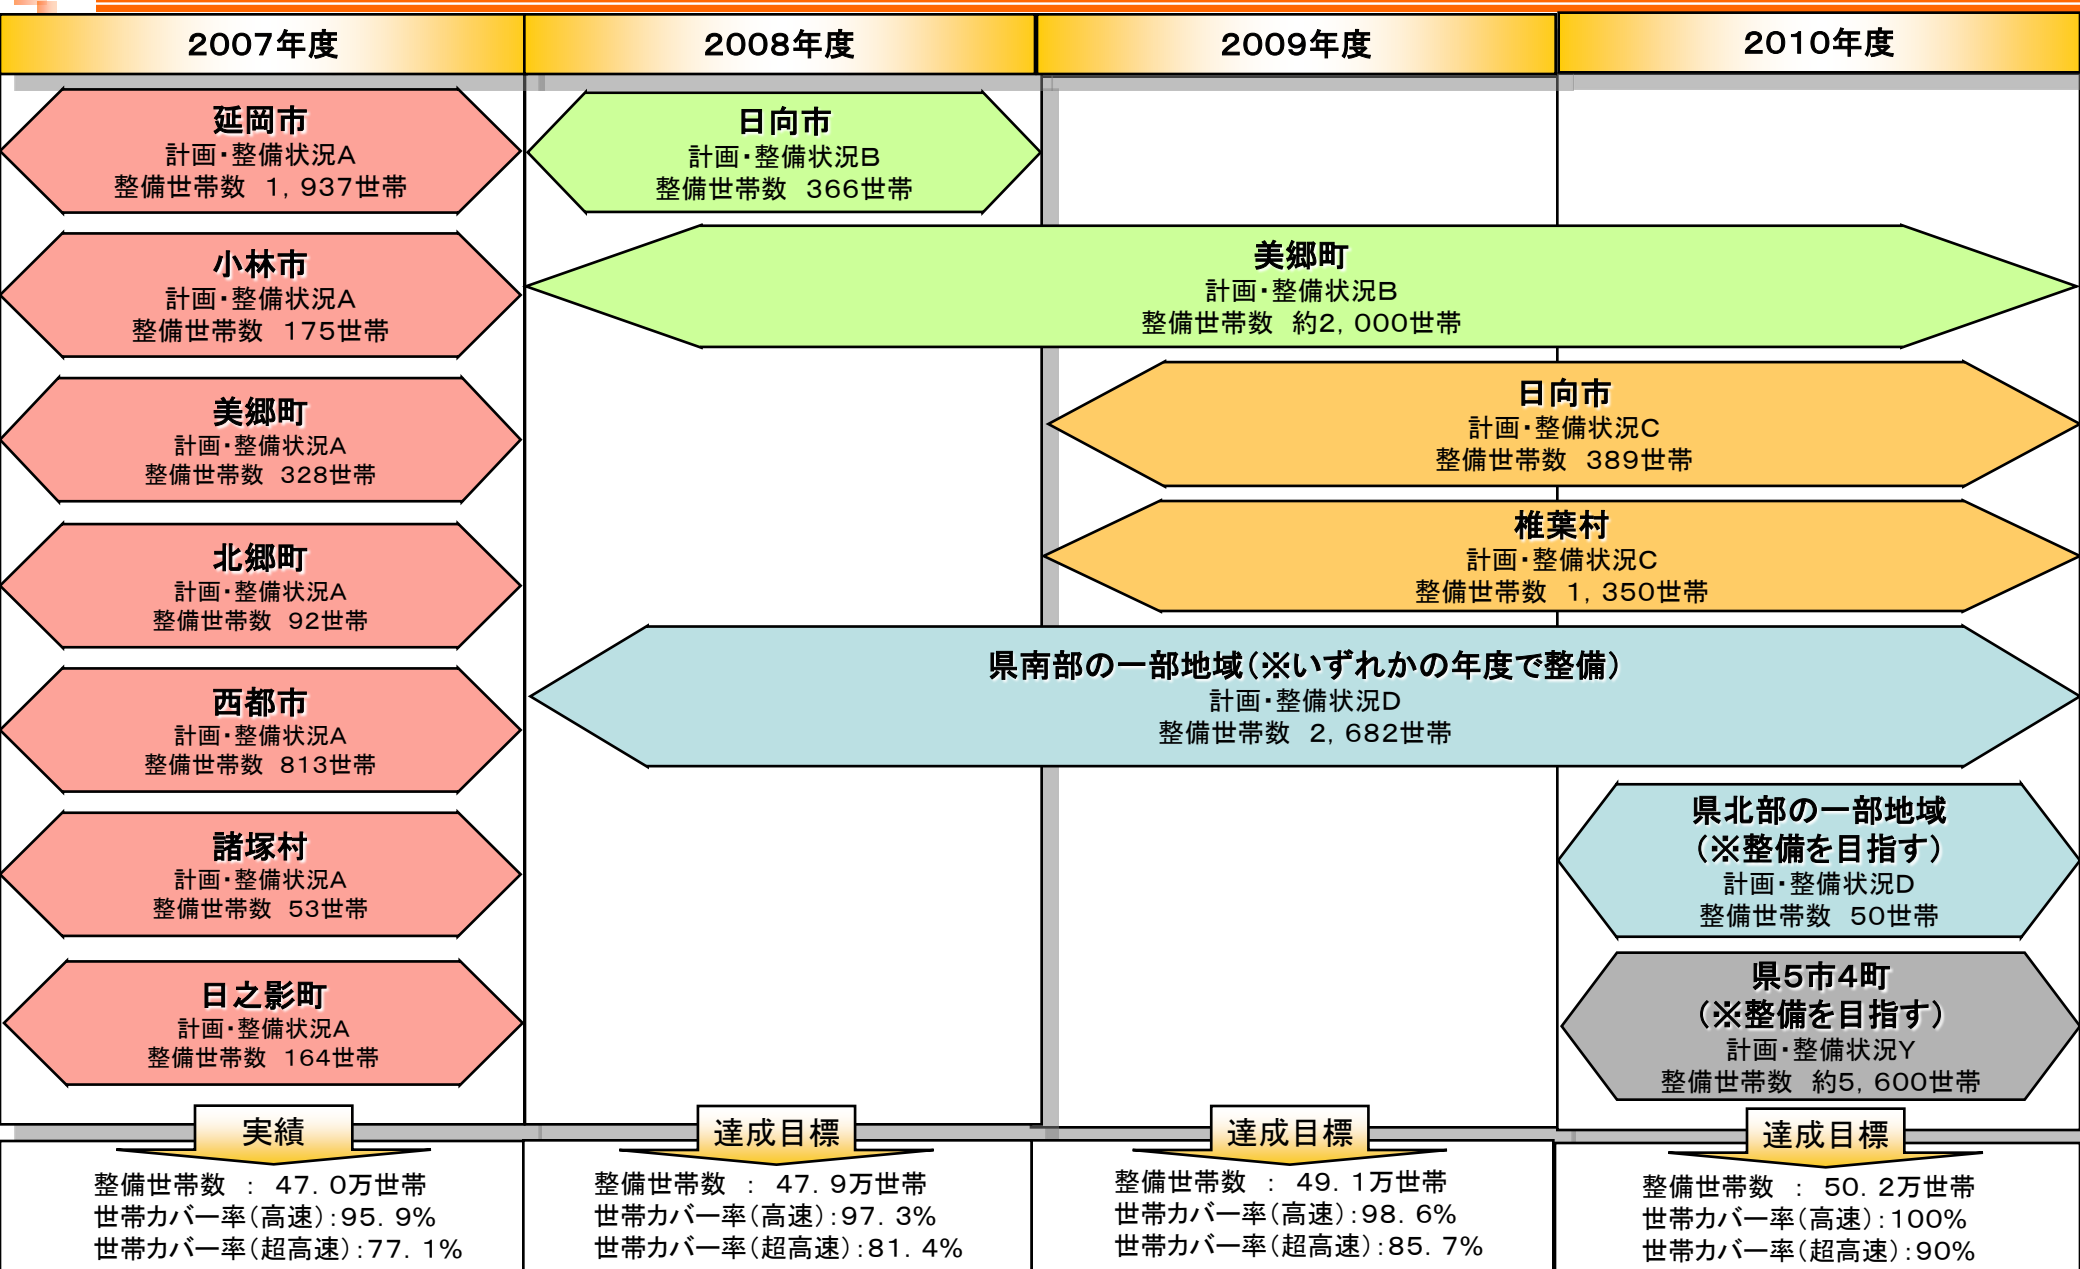 2007年度
2008年度
2009年度
2010年度
延岡市
計画・整備状況A
整備世帯数　1，937世帯
小林市
計画・整備状況A
整備世帯数　175世帯
美郷町
計画・整備状況A
整備世帯数　328世帯
北郷町
計画・整備状況A
整備世帯数　92世帯
西都市
計画・整備状況A
整備世帯数　813世帯
諸塚村
計画・整備状況A
整備世帯数　53世帯
日之影町
計画・整備状況A
整備世帯数　164世帯
日向市
計画・整備状況B
整備世帯数　366世帯
美郷町
計画・整備状況B
整備世帯数　約2，000世帯
日向市
計画・整備状況C
整備世帯数　389世帯
椎葉村
計画・整備状況C
整備世帯数　1，350世帯
県南部の一部地域（※いずれかの年度で整備）
計画・整備状況D
整備世帯数　2，682世帯
県北部の一部地域
（※整備を目指す）
計画・整備状況D
整備世帯数　50世帯
県5市4町
（※整備を目指す）
計画・整備状況Y
整備世帯数　約5，600世帯
実績
整備世帯数　：　47．0万世帯
世帯カバー率（高速）：95．9%
世帯カバー率（超高速）：77．1%
達成目標
整備世帯数　：　47．9万世帯
世帯カバー率（高速）：97．3%
世帯カバー率（超高速）：81．4%
達成目標
整備世帯数　：　49．1万世帯
世帯カバー率（高速）：98．6%
世帯カバー率（超高速）：85．7%
達成目標
整備世帯数　：　50．2万世帯
世帯カバー率（高速）：100%
世帯カバー率（超高速）：90%